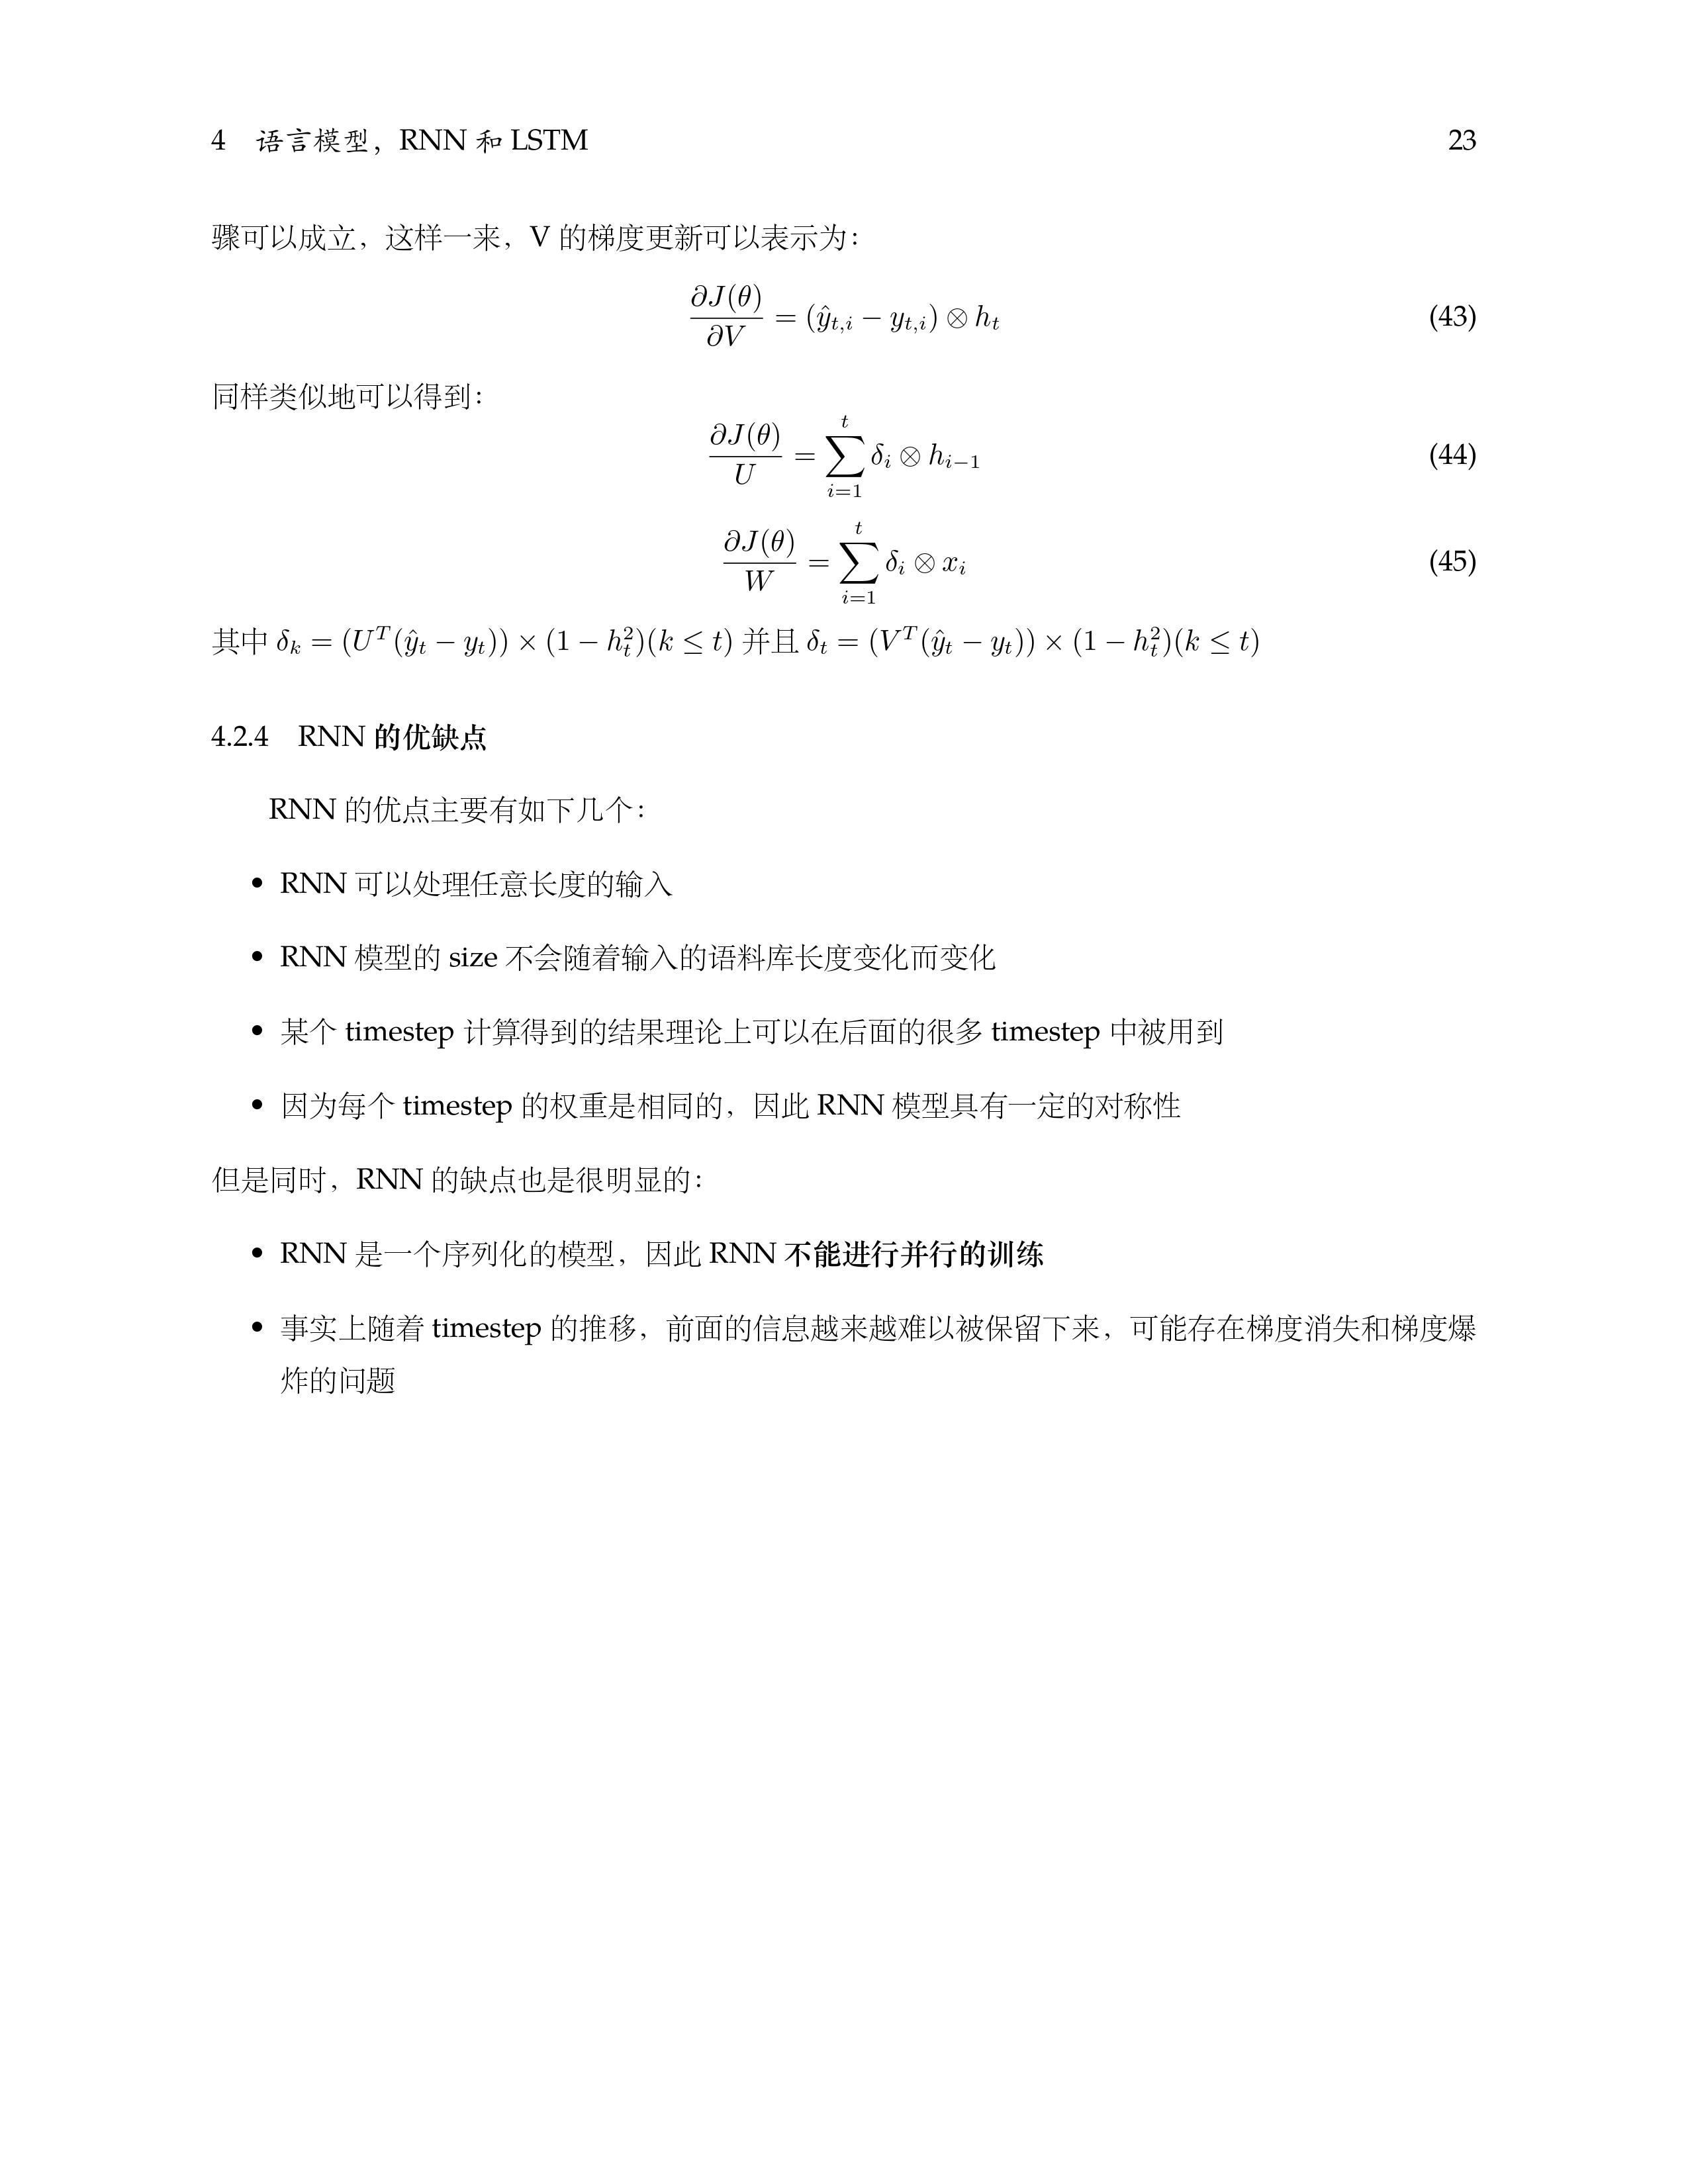 4 语言模型，RNN 和 LSTM 23
骤可以成立，这样一来，V 的梯度更新可以表示为：
$$\frac{\partial J(\theta)}{\partial V} = (\hat{y}_{t,i} - y_{t,i}) \otimes h_t \quad (43)$$
同样类似地可以得到：
$$\frac{\partial J(\theta)}{U} = \sum_{i=1}^{t} \delta_i \otimes h_{i-1} \quad (44)$$
$$\frac{\partial J(\theta)}{W} = \sum_{i=1}^{t} \delta_i \otimes x_i \quad (45)$$
其中 $\delta_k = (U^T(\hat{y}_t - y_t)) \times (1 - h_t^2)(k \leq t)$ 并且 $\delta_t = (V^T(\hat{y}_t - y_t)) \times (1 - h_t^2)(k \leq t)$
4.2.4 RNN 的优缺点
RNN 的优点主要有如下几个：
• RNN 可以处理任意长度的输入
• RNN 模型的 size 不会随着输入的语料库长度变化而变化
• 某个 timestep 计算得到的结果理论上可以在后面的很多 timestep 中被用到
• 因为每个 timestep 的权重是相同的，因此 RNN 模型具有一定的对称性
但是同时，RNN 的缺点也是很明显的：
• RNN 是一个序列化的模型，因此 RNN 不能进行并行的训练
• 事实上随着 timestep 的推移，前面的信息越来越难以被保留下来，可能存在梯度消失和梯度爆
炸的问题